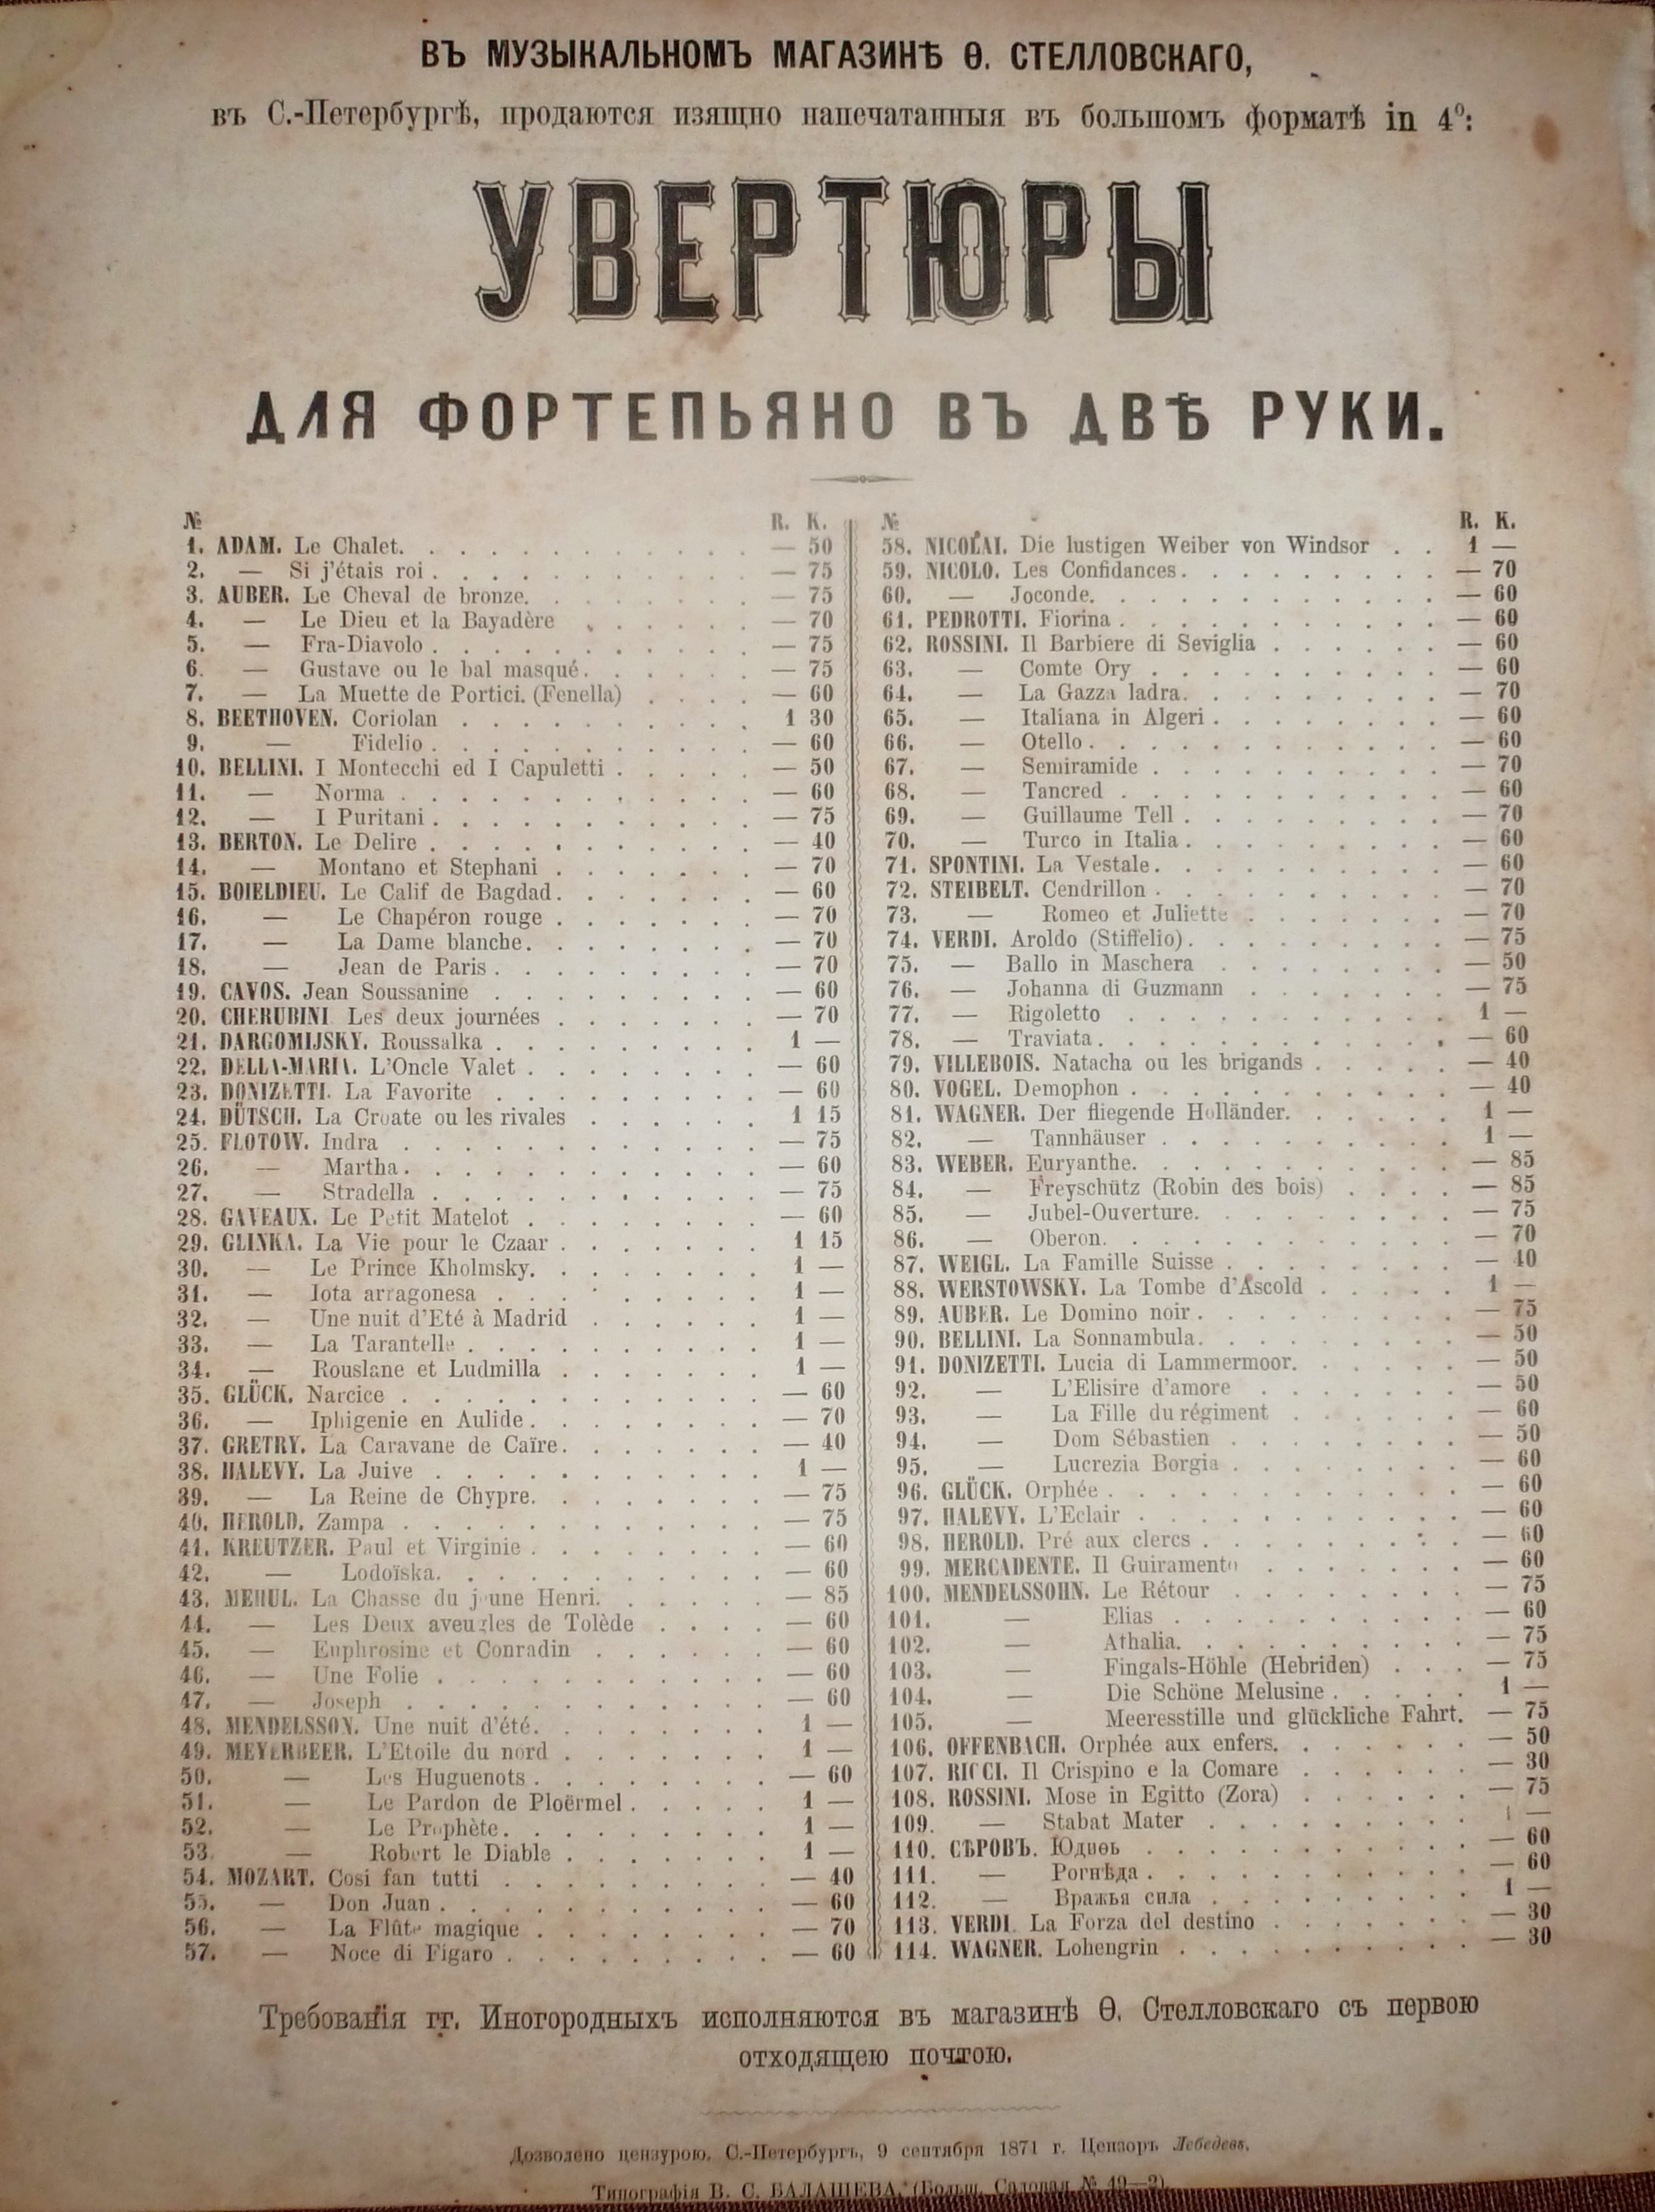 ВЪ МУЗЫКАЛЬНОМЪ МАГАЗИНѢ Ѳ. СТЕЛЛОВСКАГО,
въ С.-Петербургѣ, продаются изящно напечатанныя въ большомъ форматѣ in 4º:
УВЕРТЮРЫ
ДЛЯ ФОРТЕПЬЯНО ВЪ ДВѢ РУКИ.
№ R. K.
1. ADAM. Le Chalet. — 50
2. — Si j'étais roi — 75
3. AUBER. Le Cheval de bronze. — 75
4. — Le Dieu et la Bayadère — 70
5. — Fra-Diavolo — 75
6. — Gustave ou le bal masqué. — 75
7. — La Muette de Portici. (Fenella) — 60
8. BEETHOVEN. Coriolan 1 30
9. — Fidelio — 60
10. BELLINI. I Montecchi ed I Capuletti — 50
11. — Norma — 60
12. — I Puritani — 75
13. BERTON. Le Delire — 40
14. — Montano et Stephani — 70
15. BOIELDIEU. Le Calif de Bagdad. — 60
16. — Le Chapéron rouge — 70
17. — La Dame blanche. — 70
18. — Jean de Paris — 70
19. CAVOS. Jean Soussanine — 60
20. CHERUBINI Les deux journées — 70
21. DARGOMIJSKY. Roussalka 1 —
22. DELLA-MARIA. L'Oncle Valet — 60
23. DONIZETTI. La Favorite — 60
24. DÜTSCH. La Croate ou les rivales 1 15
25. FLOTOW. Indra — 75
26. — Martha — 60
27. — Stradella — 75
28. GAVEAUX. Le Petit Matelot — 60
29. GLINKA. La Vie pour le Czaar 1 15
30. — Le Prince Kholmsky. 1 —
31. — Iota arragonesa 1 —
32. — Une nuit d'Eté à Madrid 1 —
33. — La Tarantelle 1 —
34. — Rouslane et Ludmilla 1 —
35. GLÜCK. Narcice — 60
36. — Iphigenie en Aulide — 70
37. GRETRY. La Caravane de Caïre. — 40
38. HALEVY. La Juive 1 —
39. — La Reine de Chypre. — 75
40. HEROLD. Zampa — 75
41. KREUTZER. Paul et Virginie — 60
42. — Lodoïska. — 60
43. MEHUL. La Chasse du jeune Henri. — 85
44. — Les Deux aveugles de Tolède — 60
45. — Euphrosine et Conradin — 60
46. — Une Folie — 60
47. — Joseph — 60
48. MENDELSSON. Une nuit d'été. 1 —
49. MEYERBEER. L'Etoile du nord 1 —
50. — Les Huguenots — 60
51. — Le Pardon de Ploërmel 1 —
52. — Le Prophète. 1 —
53. — Robert le Diable 1 —
54. MOZART. Cosi fan tutti — 40
55. — Don Juan — 60
56. — La Flûte magique — 70
57. — Noce di Figaro — 60
№ R. K.
58. NICOLAI. Die lustigen Weiber von Windsor 1 —
59. NICOLO. Les Confidances. — 70
60. — Joconde. — 60
61. PEDROTTI. Fiorina — 60
62. ROSSINI. Il Barbiere di Seviglia — 60
63. — Comte Ory — 60
64. — La Gazza ladra. — 70
65. — Italiana in Algeri — 60
66. — Otello — 60
67. — Semiramide — 70
68. — Tancred — 60
69. — Guillaume Tell — 70
70. — Turco in Italia — 60
71. SPONTINI. La Vestale. — 60
72. STEIBELT. Cendrillon — 70
73. — Romeo et Juliette — 70
74. VERDI. Aroldo (Stiffelio) — 75
75. — Ballo in Maschera — 50
76. — Johanna di Guzmann — 75
77. — Rigoletto 1 —
78. — Traviata — 60
79. VILLEBOIS. Natacha ou les brigands — 40
80. VOGEL. Demophon — 40
81. WAGNER. Der fliegende Holländer. 1 —
82. — Tannhäuser 1 —
83. WEBER. Euryanthe. — 85
84. — Freyschütz (Robin des bois) — 85
85. — Jubel-Ouverture. — 75
86. — Oberon. — 70
87. WEIGL. La Famille Suisse — 40
88. WERSTOWSKY. La Tombe d'Ascold 1 —
89. AUBER. Le Domino noir — 75
90. BELLINI. La Sonnambula. — 50
91. DONIZETTI. Lucia di Lammermoor. — 50
92. — L'Elisire d'amore — 50
93. — La Fille du régiment — 60
94. — Dom Sébastien — 50
95. — Lucrezia Borgia — 60
96. GLÜCK. Orphée — 60
97. HALEVY. L'Eclair — 60
98. HEROLD. Pré aux clercs — 60
99. MERCADENTE. Il Guiramento — 60
100. MENDELSSOHN. Le Rétour — 75
101. — Elias — 60
102. — Athalia. — 75
103. — Fingals-Höhle (Hebriden) — 75
104. — Die Schöne Melusine 1 —
105. — Meeresstille und glückliche Fahrt. — 75
106. OFFENBACH. Orphée aux enfers. — 50
107. RICCI. Il Crispino e la Comare — 30
108. ROSSINI. Mose in Egitto (Zora) — 75
109. — Stabat Mater 1 —
110. СѢРОВЪ. Юдиѳь — 60
111. — Рогнѣда — 60
112. — Вражья сила 1 —
113. VERDI. La Forza del destino — 30
114. WAGNER. Lohengrin — 30
Требованія гг. Иногородныхъ исполняются въ магазинѣ Ѳ. Стелловскаго съ первою
отходящею почтою.
Дозволено цензурою. С.-Петербургъ, 9 сентября 1871 г. Цензоръ Лебедевъ.
Типографія В. С. БАЛАШЕВА, (Больш. Садовая № 49—2).